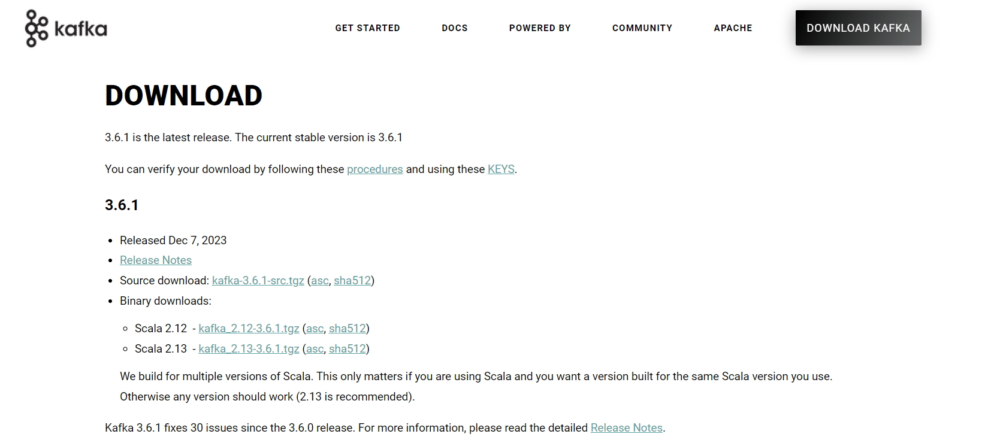 kafka
GET STARTED DOCS POWERED BY COMMUNITY APACHE DOWNLOAD KAFKA
DOWNLOAD
3.6.1 is the latest release. The current stable version is 3.6.1
You can verify your download by following these procedures and using these KEYS.
3.6.1
• Released Dec 7, 2023
• Release Notes
• Source download: kafka-3.6.1-src.tgz (asc, sha512)
• Binary downloads:
◦ Scala 2.12 - kafka_2.12-3.6.1.tgz (asc, sha512)
◦ Scala 2.13 - kafka_2.13-3.6.1.tgz (asc, sha512)
We build for multiple versions of Scala. This only matters if you are using Scala and you want a version built for the same Scala version you use.
Otherwise any version should work (2.13 is recommended).
Kafka 3.6.1 fixes 30 issues since the 3.6.0 release. For more information, please read the detailed Release Notes.